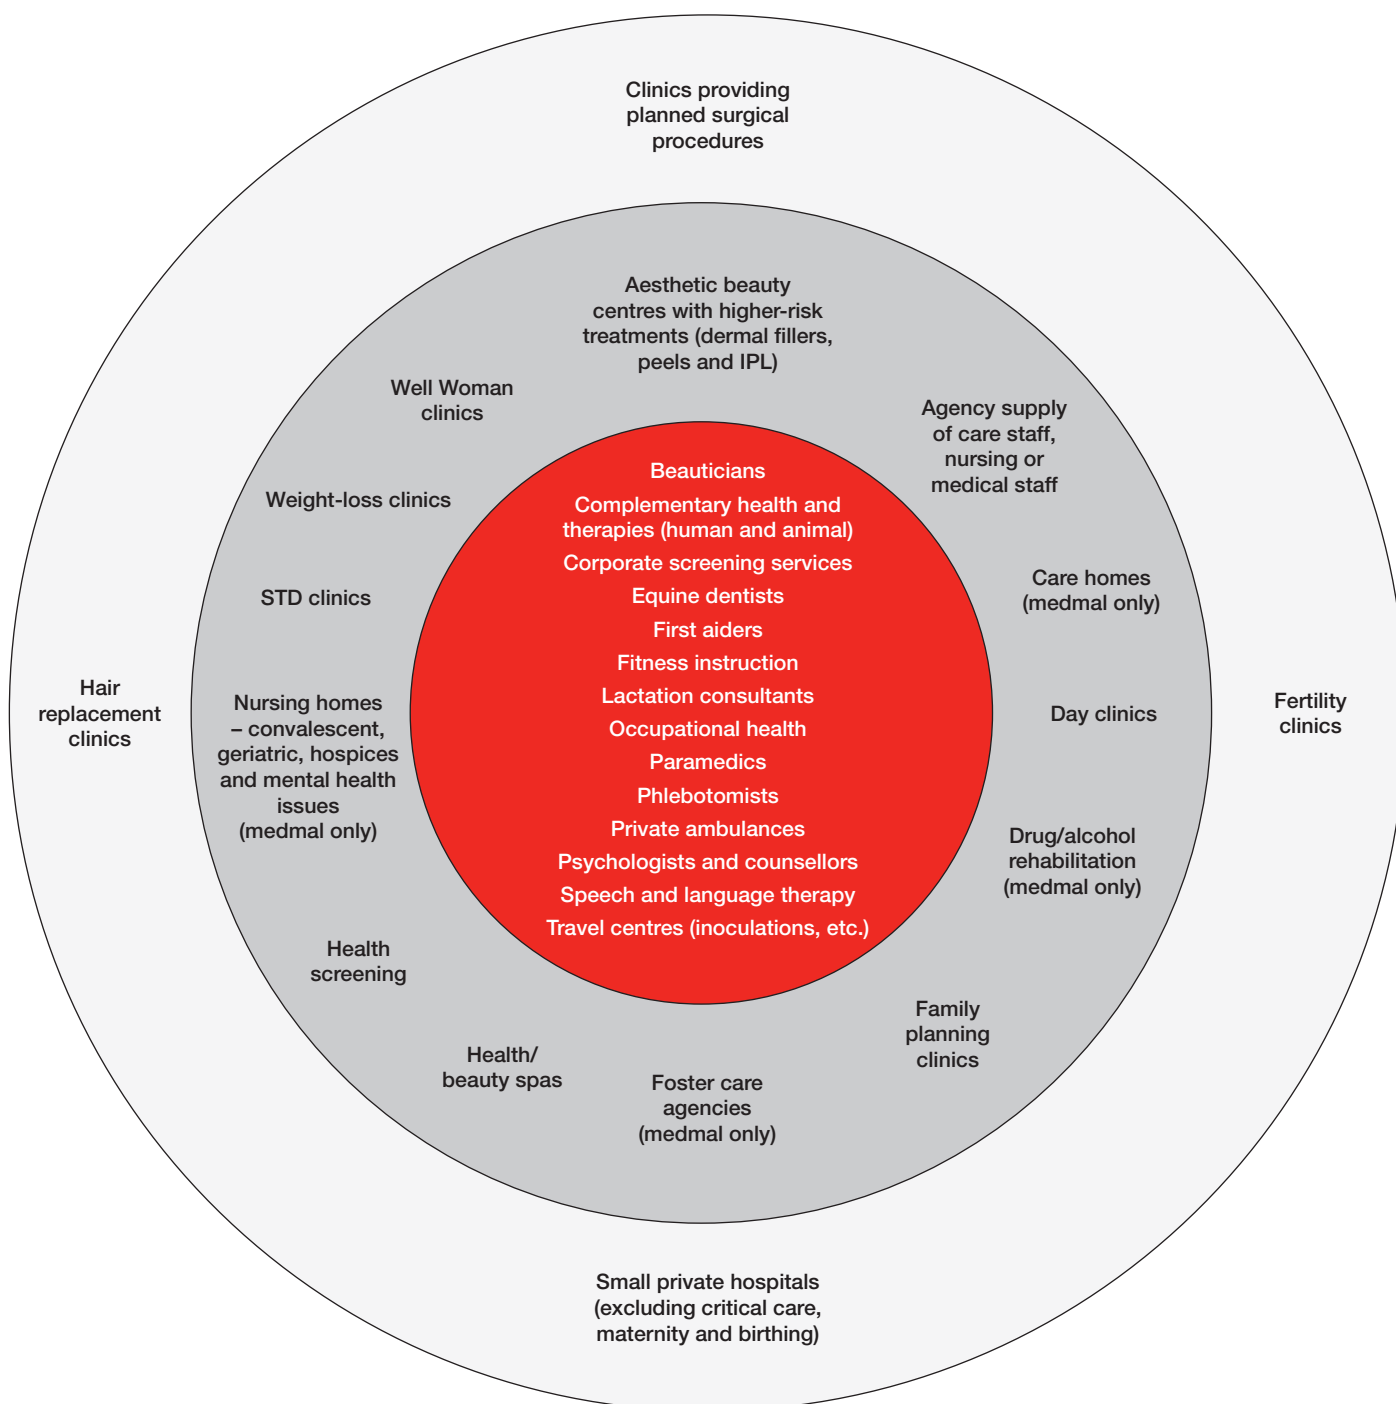 Clinics providing
planned surgical
procedures
Aesthetic beauty
centres with higher-risk
treatments (dermal fillers,
peels and IPL)
Well Woman
clinics
Agency supply
of care staff,
nursing or
medical staff
Weight-loss clinics
STD clinics
Care homes
(medmal only)
Beauticians
Complementary health and
therapies (human and animal)
Corporate screening services
Equine dentists
First aiders
Fitness instruction
Lactation consultants
Occupational health
Paramedics
Phlebotomists
Private ambulances
Psychologists and counsellors
Speech and language therapy
Travel centres (inoculations, etc.)
Hair
replacement
clinics
Nursing homes
– convalescent,
geriatric, hospices
and mental health
issues
(medmal only)
Day clinics
Fertility
clinics
Drug/alcohol
rehabilitation
(medmal only)
Health
screening
Family
planning
clinics
Health/
beauty spas
Foster care
agencies
(medmal only)
Small private hospitals
(excluding critical care,
maternity and birthing)